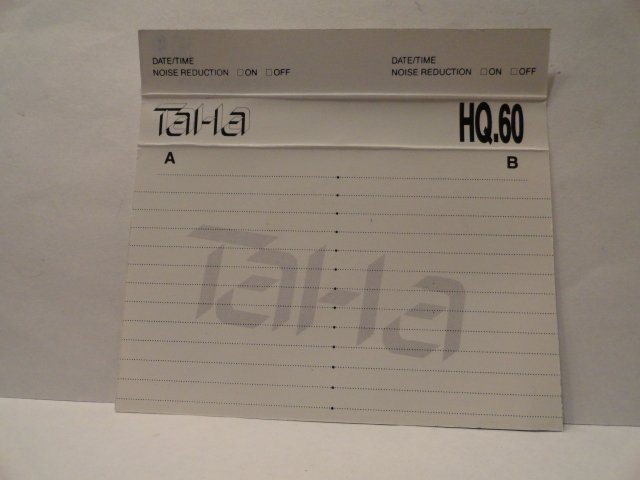 DATE/TIME DATE/TIME
NOISE REDUCTION □ON □OFF NOISE REDUCTION □ON □OFF
TaHa HQ.60
A B
TaHa